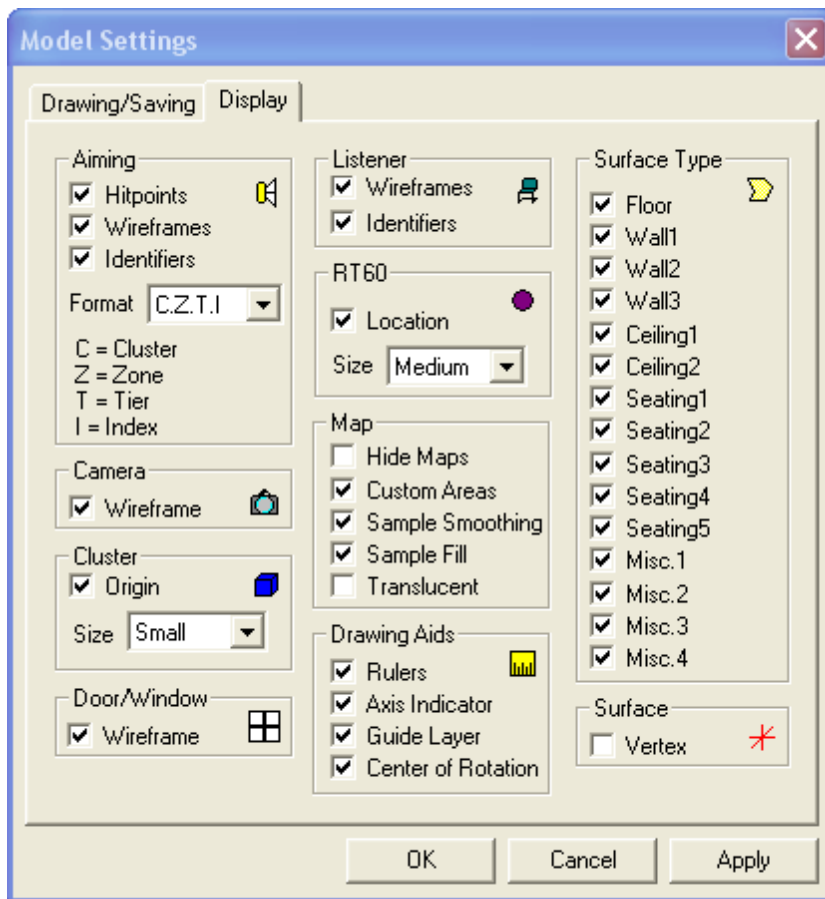 Model Settings
Drawing/Saving
Display
Aiming
Hitpoints
Wireframes
Identifiers
Format C.Z.T.I
C = Cluster
Z = Zone
T = Tier
I = Index
Camera
Wireframe
Cluster
Origin
Size Small
Door/Window
Wireframe
Listener
Wireframes
Identifiers
RT60
Location
Size Medium
Map
Hide Maps
Custom Areas
Sample Smoothing
Sample Fill
Translucent
Drawing Aids
Rulers
Axis Indicator
Guide Layer
Center of Rotation
Surface Type
Floor
Wall1
Wall2
Wall3
Ceiling1
Ceiling2
Seating1
Seating2
Seating3
Seating4
Seating5
Misc.1
Misc.2
Misc.3
Misc.4
Surface
Vertex
OK
Cancel
Apply